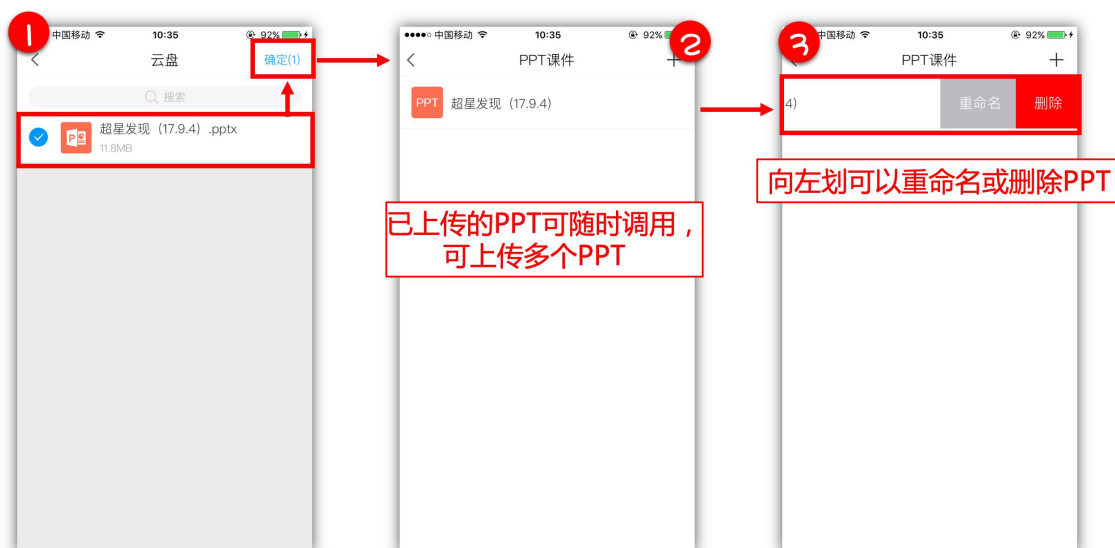 1
中国移动 10:35 92%
云盘
确定(1)
搜索
超星发现（17.9.4）.pptx
11.8MB
2
中国移动 10:35 92%
PPT课件
PPT 超星发现（17.9.4）
已上传的PPT可随时调用，
可上传多个PPT
3
中国移动 10:35 92%
PPT课件
4)
重命名 删除
向左划可以重命名或删除PPT